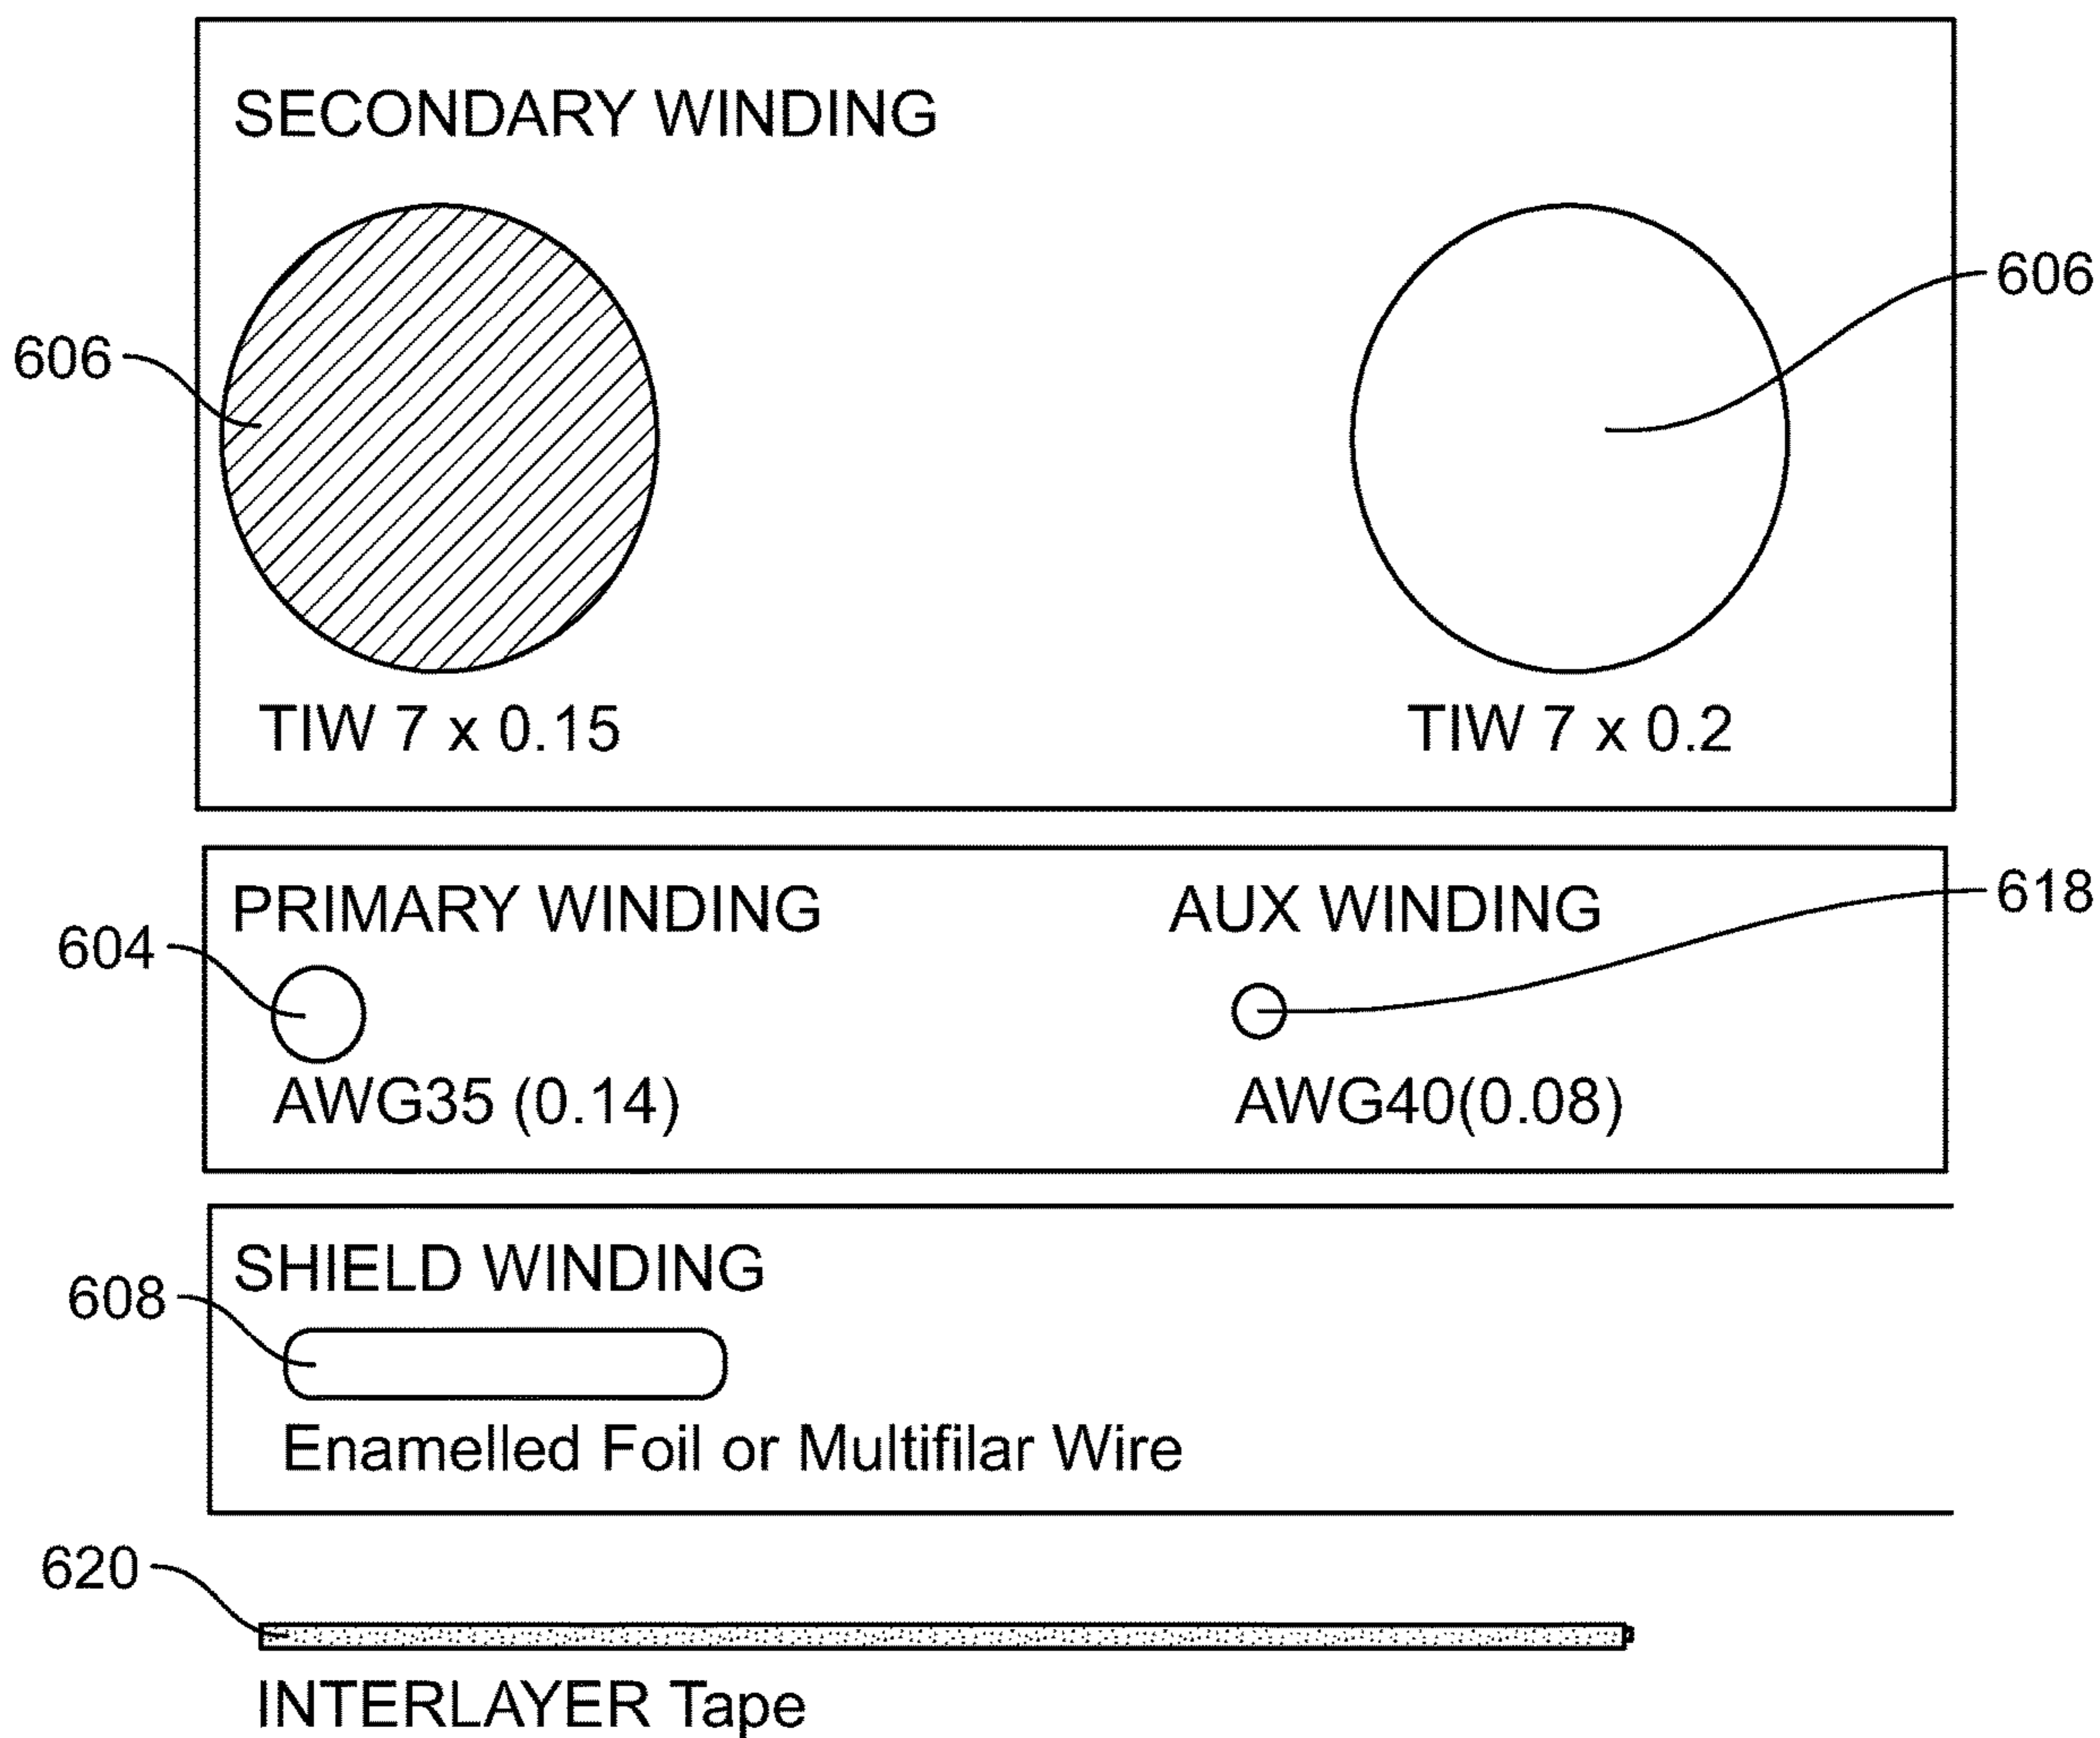 SECONDARY WINDING
606
606
TIW 7 x 0.15
TIW 7 x 0.2
PRIMARY WINDING
AUX WINDING
618
604
AWG35 (0.14)
AWG40(0.08)
SHIELD WINDING
608
Enamelled Foil or Multifilar Wire
620
INTERLAYER Tape